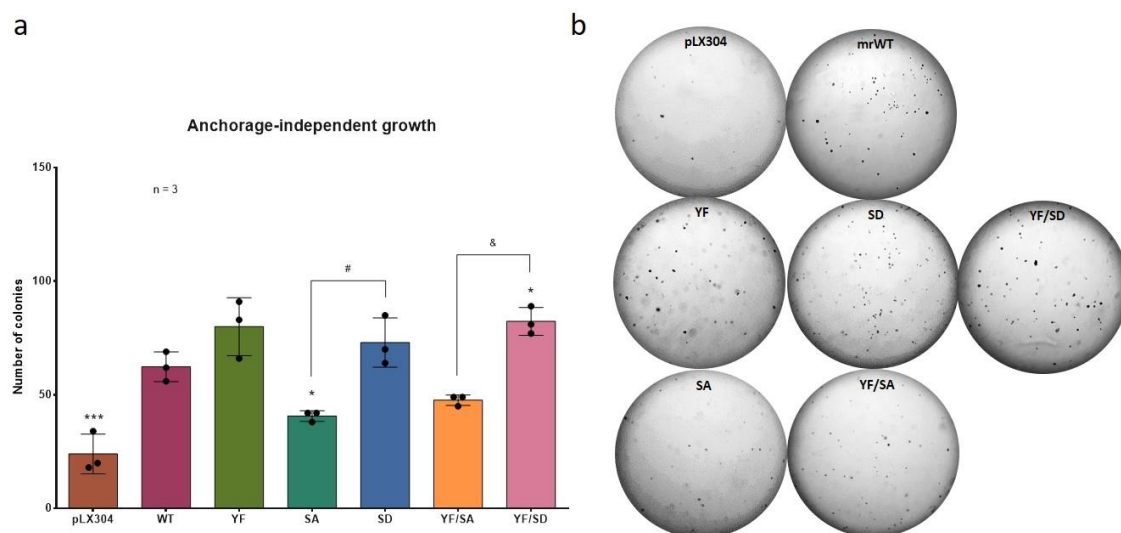 a
Anchorage-independent growth
Number of colonies
150
100
50
0
n = 3
***
*
#
&
*
pLX304
WT
YF
SA
SD
YF/SA
YF/SD
b
pLX304
mrWT
YF
SD
YF/SD
SA
YF/SA